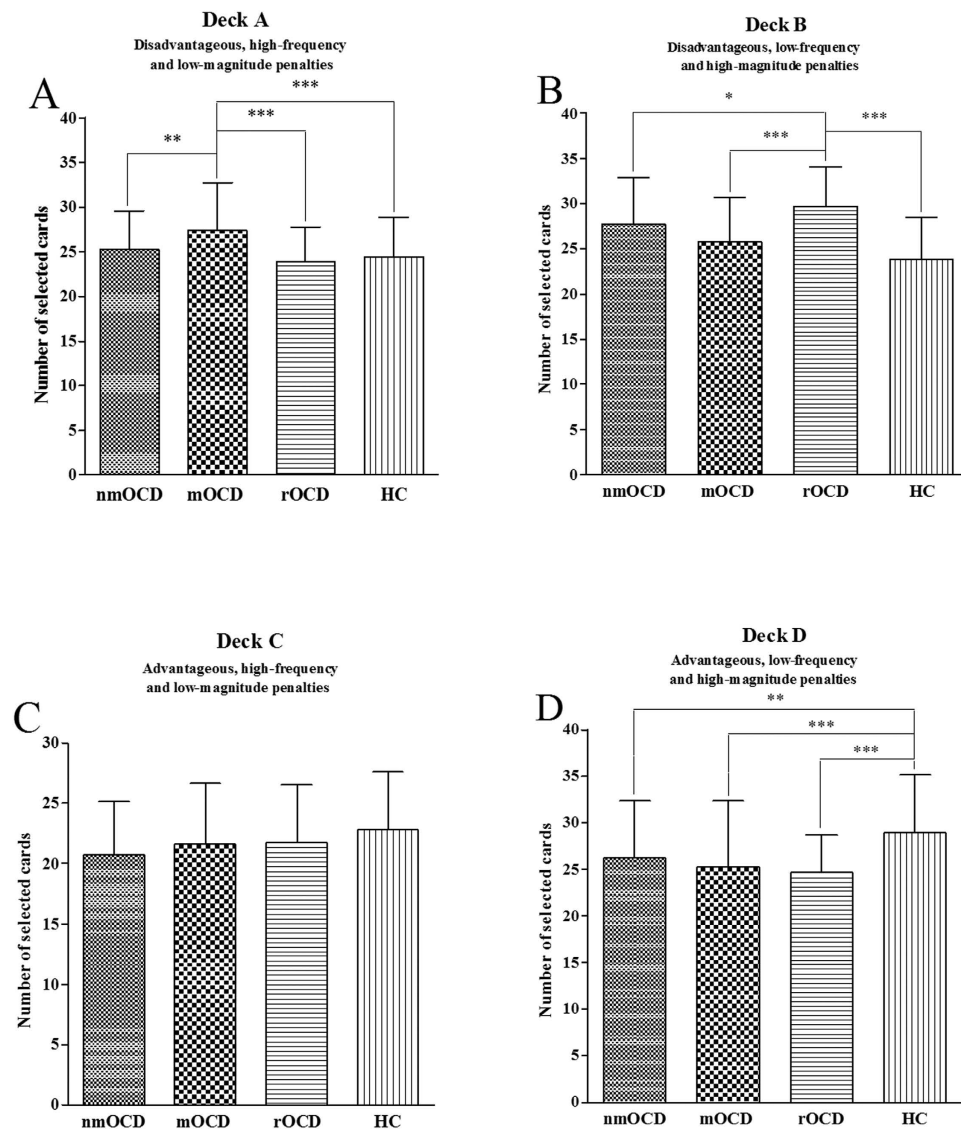 Deck A
Disadvantageous, high-frequency
and low-magnitude penalties
A
***
***
**
Number of selected cards
40
35
30
25
20
15
10
5
0
nmOCD mOCD rOCD HC
Deck B
Disadvantageous, low-frequency
and high-magnitude penalties
B
*
***
***
Number of selected cards
40
35
30
25
20
15
10
5
0
nmOCD mOCD rOCD HC
Deck C
Advantageous, high-frequency
and low-magnitude penalties
C
Number of selected cards
30
25
20
15
10
5
0
nmOCD mOCD rOCD HC
Deck D
Advantageous, low-frequency
and high-magnitude penalties
D
**
***
***
Number of selected cards
40
35
30
25
20
15
10
5
0
nmOCD mOCD rOCD HC